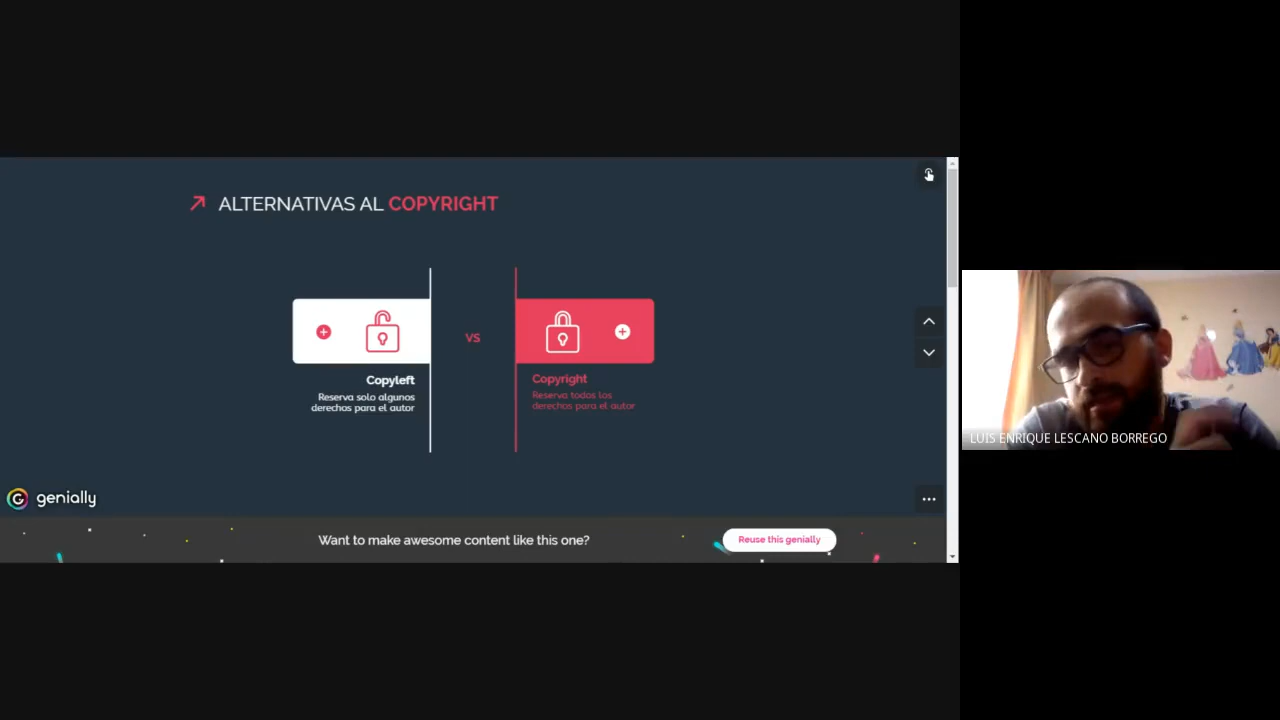 ALTERNATIVAS AL COPYRIGHT
vs
Copyleft
Reserva solo algunos
derechos para el autor
Copyright
Reserva todos los
derechos para el autor
genially
Want to make awesome content like this one?
Reuse this genially
LUIS ENRIQUE LESCANO BORREGO